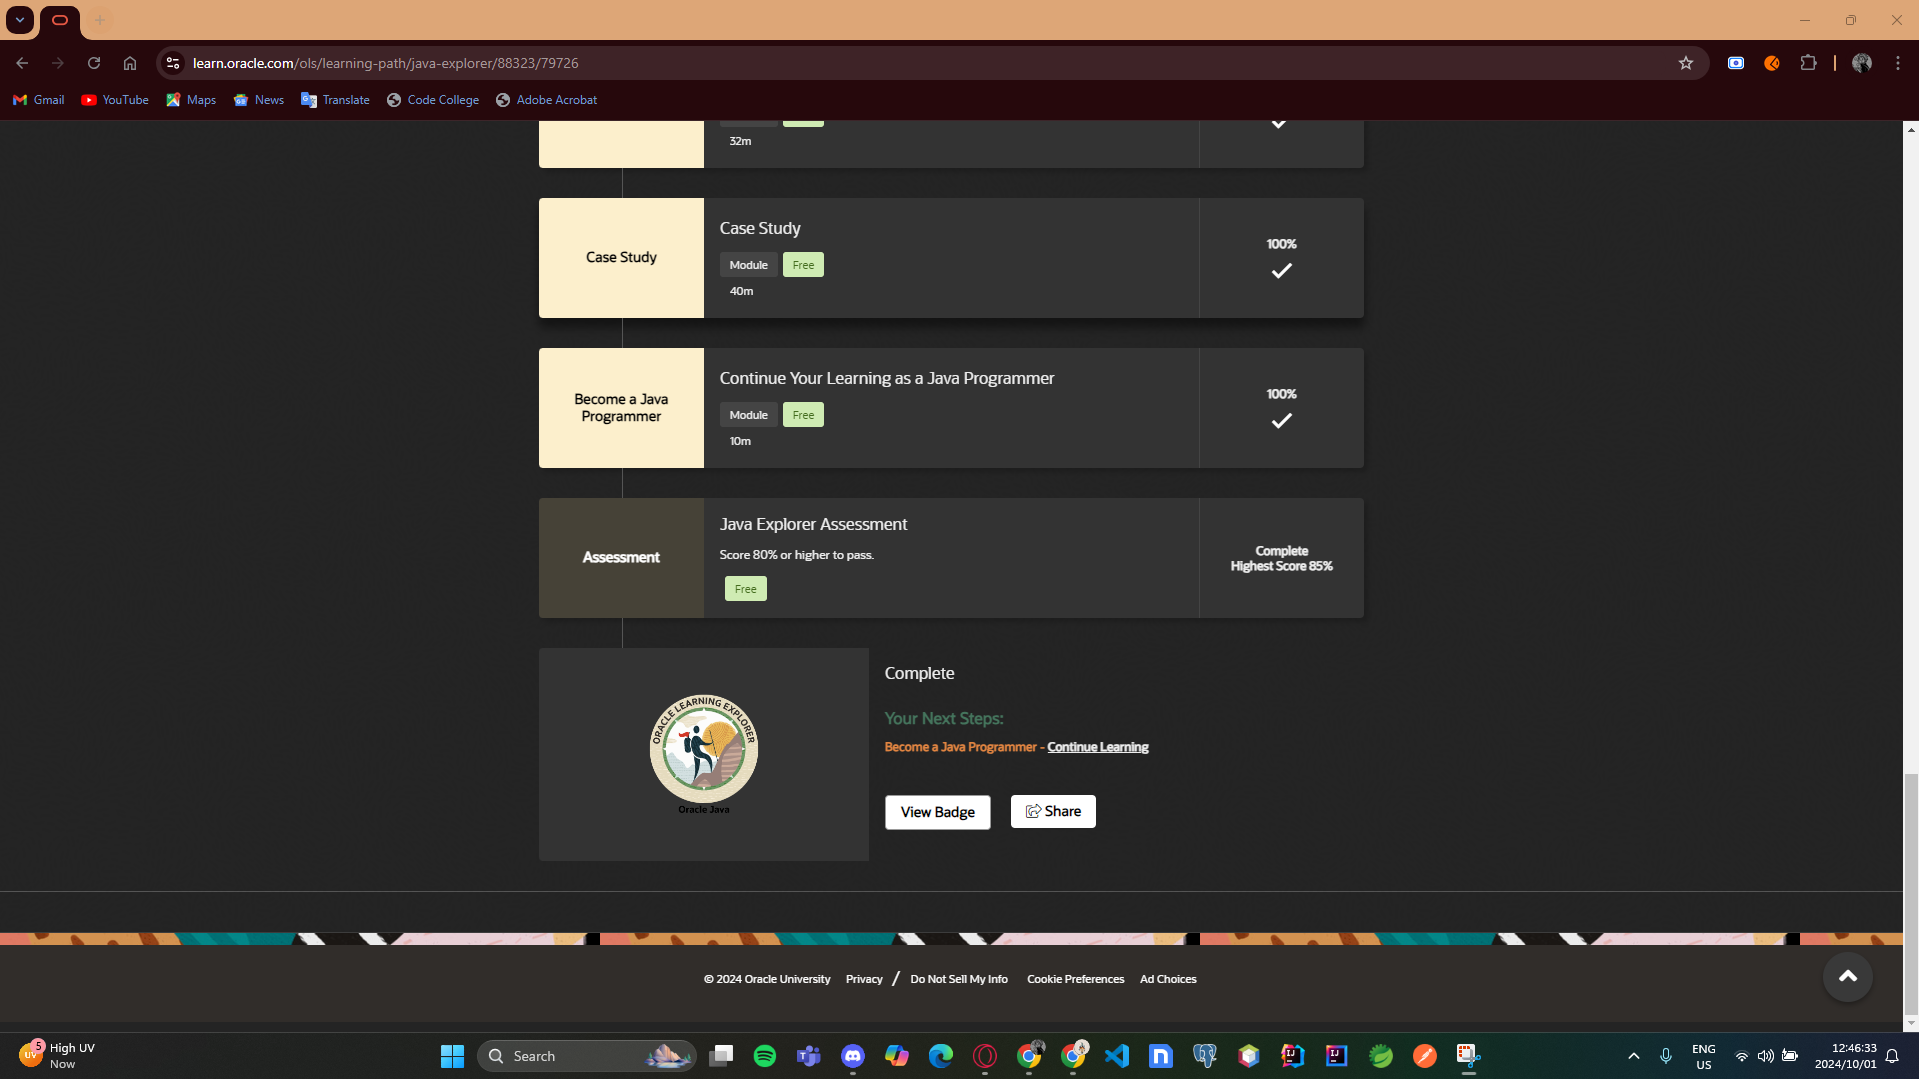 learn.oracle.com/ols/learning-path/java-explorer/88323/79726
Gmail
YouTube
Maps
News
Translate
Code College
Adobe Acrobat
32m
Case Study
Case Study
Module
Free
40m
100%
Become a Java
Programmer
Continue Your Learning as a Java Programmer
Module
Free
10m
100%
Assessment
Java Explorer Assessment
Score 80% or higher to pass.
Free
Complete
Highest Score 85%
ORACLE LEARNING EXPLORER
Oracle Java
Complete
Your Next Steps:
Become a Java Programmer - Continue Learning
View Badge
Share
© 2024 Oracle University
Privacy /
Do Not Sell My Info
Cookie Preferences
Ad Choices
UV
5
High UV
Now
Search
ENG
US
12:46:33
2024/10/01